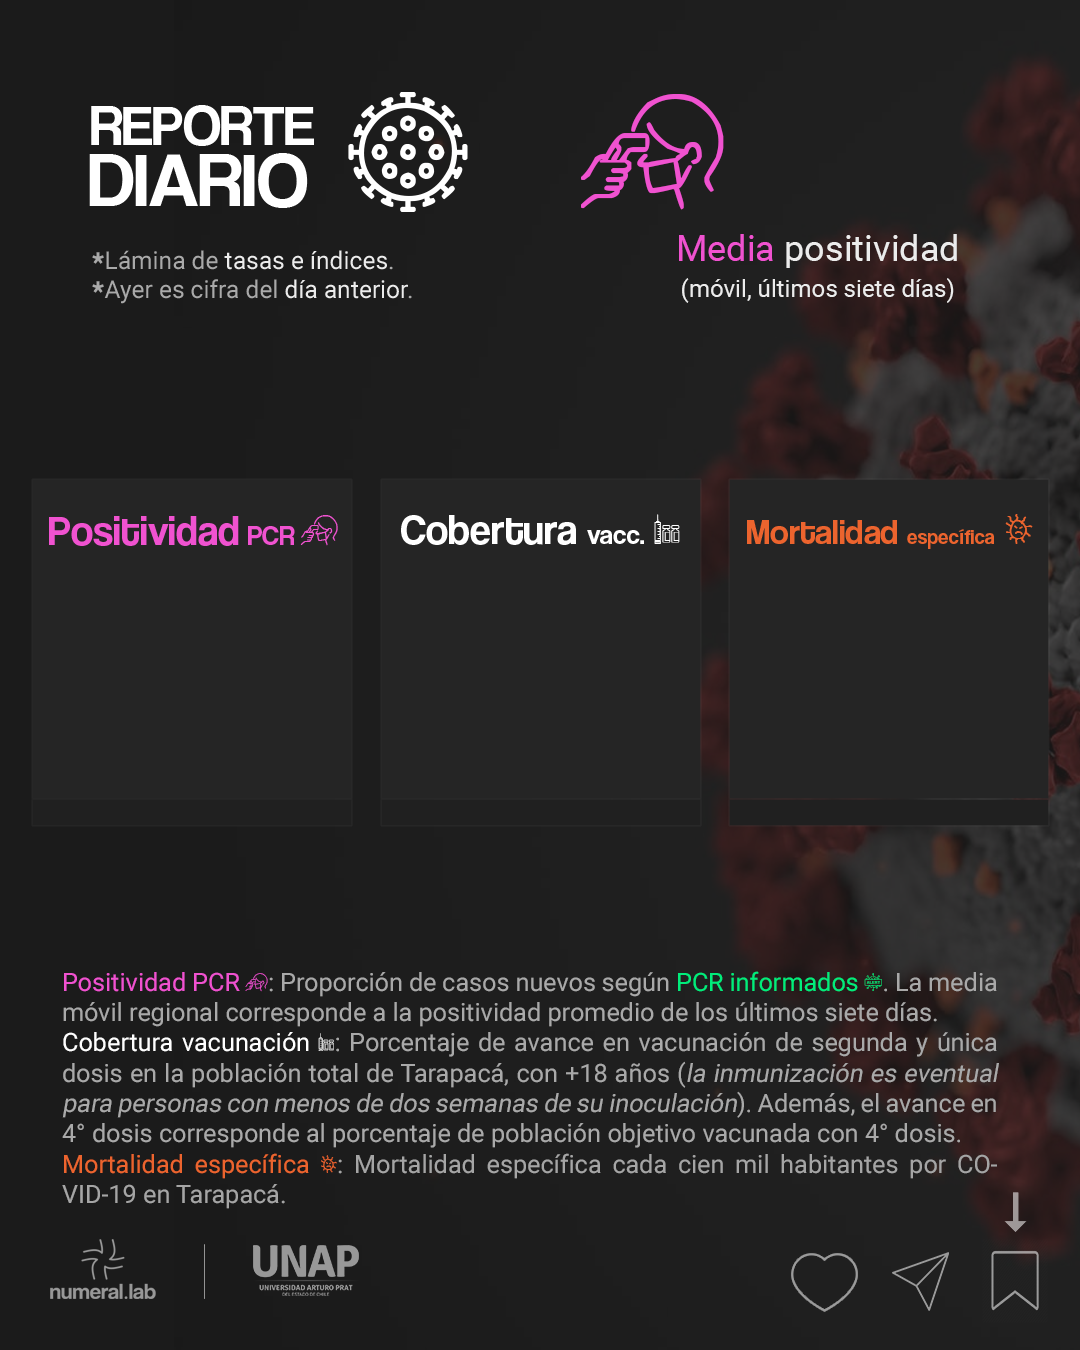 REPORTE
DIARIO
*Lámina de tasas e índices.
*Ayer es cifra del día anterior.
Media positividad
(móvil, últimos siete días)
Positividad PCR
Cobertura vacc.
Mortalidad específica
Positividad PCR : Proporción de casos nuevos según PCR informados . La media
móvil regional corresponde a la positividad promedio de los últimos siete días.
Cobertura vacunación : Porcentaje de avance en vacunación de segunda y única
dosis en la población total de Tarapacá, con +18 años (la inmunización es eventual
para personas con menos de dos semanas de su inoculación). Además, el avance en
4° dosis corresponde al porcentaje de población objetivo vacunada con 4° dosis.
Mortalidad específica : Mortalidad específica cada cien mil habitantes por CO-
VID-19 en Tarapacá.
numeral.lab
UNAP
UNIVERSIDAD ARTURO PRAT
DEL ESTADO DE CHILE